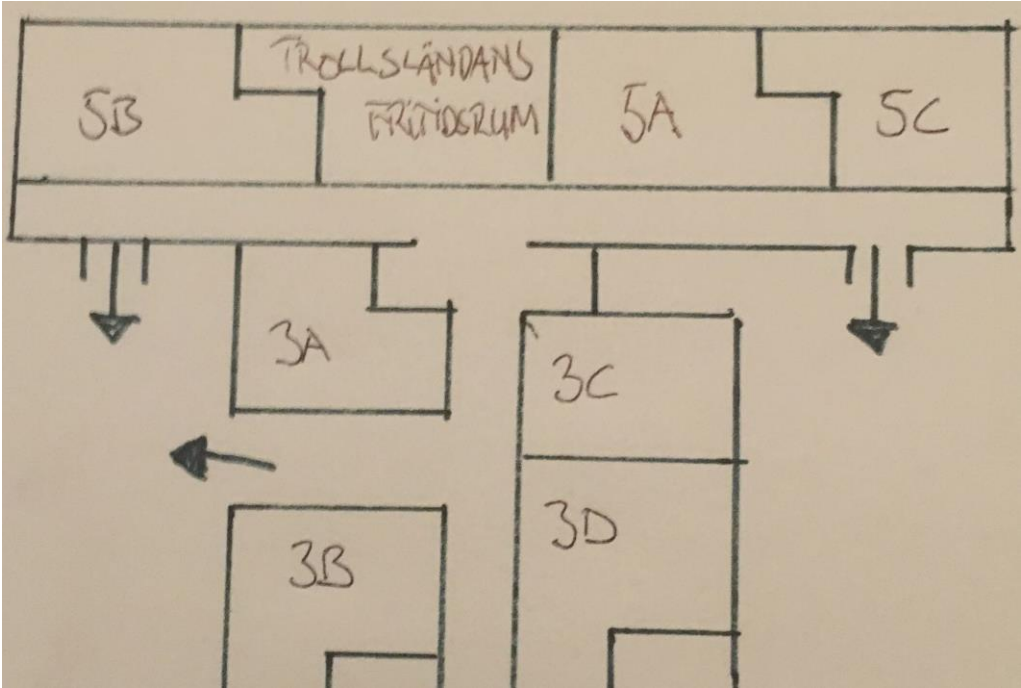 5B
TROLLSLÄNDANS
FRITIDSRUM
5A
5C
3A
3C
3B
3D